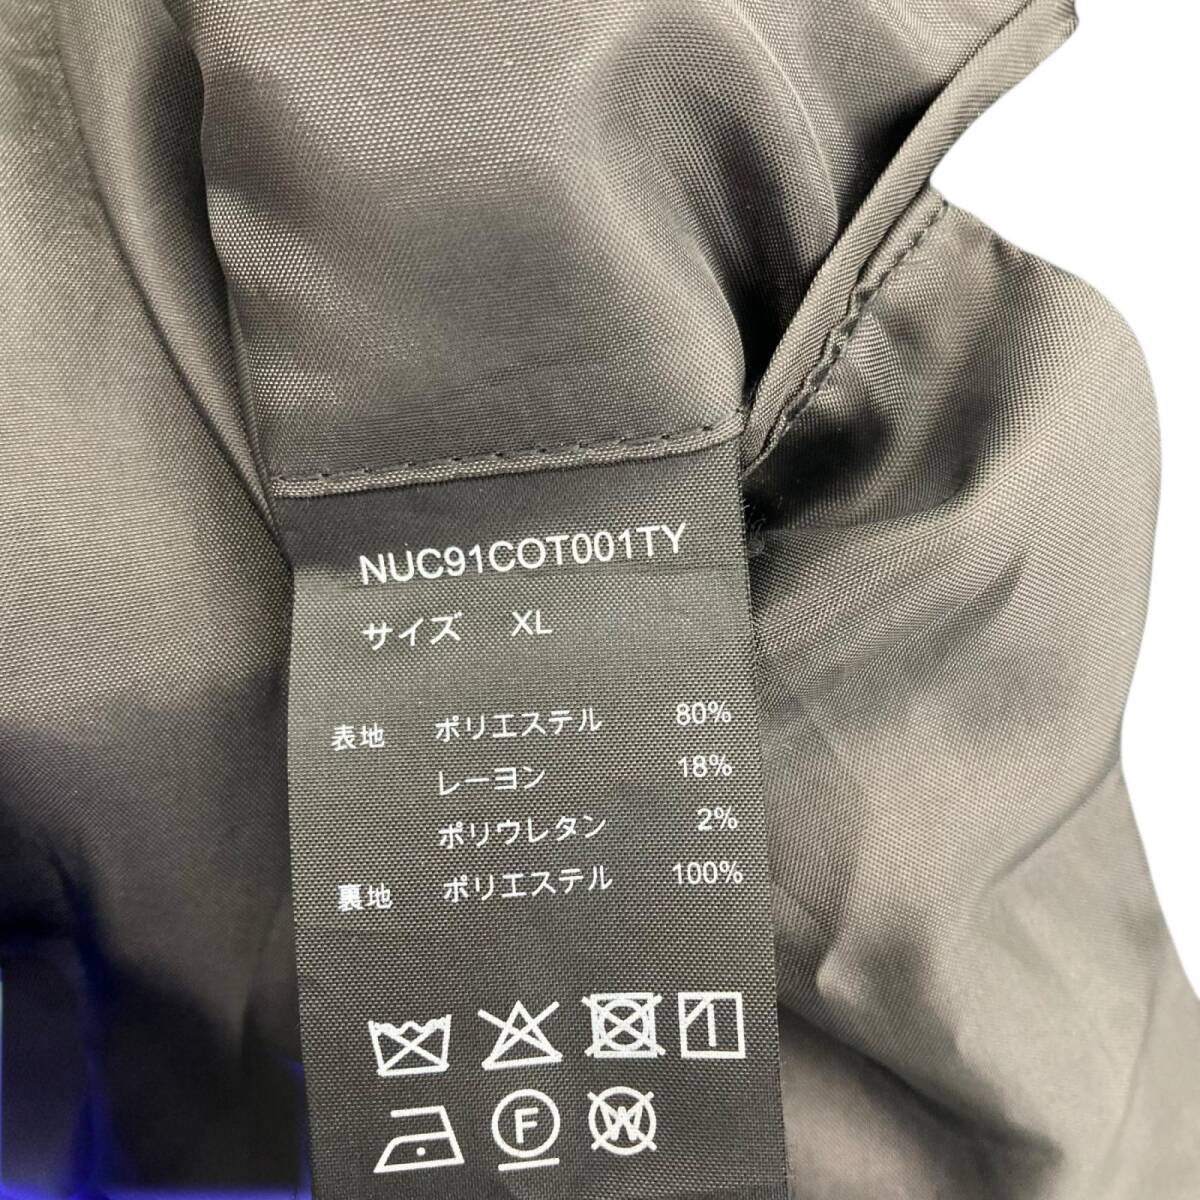 NUC91COT001TY
サイズ XL
表地 ポリエステル 80%
レーヨン 18%
ポリウレタン 2%
裏地 ポリエステル 100%
F
W